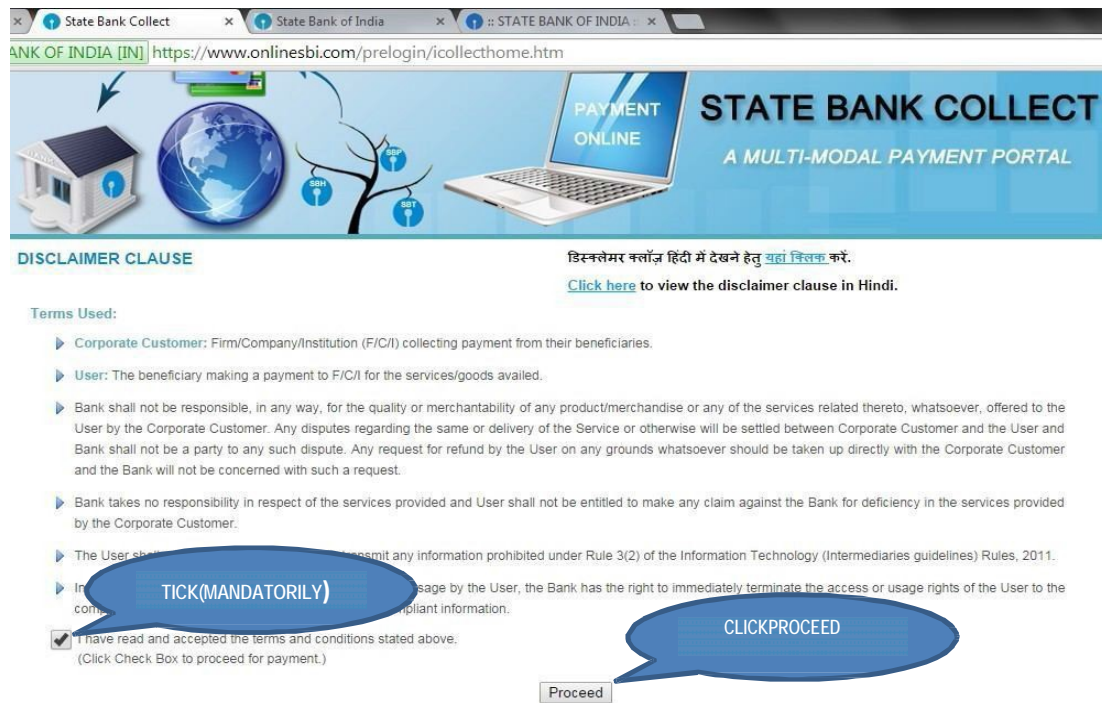 State Bank Collect
State Bank of India
:: STATE BANK OF INDIA ::
ANK OF INDIA [IN] https://www.onlinesbi.com/prelogin/icollecthome.htm
SBH
SBP
SBT
PAYMENT
ONLINE
STATE BANK COLLECT
A MULTI-MODAL PAYMENT PORTAL
DISCLAIMER CLAUSE
डिस्क्लेमर क्लॉज़ हिंदी में देखने हेतु यहां क्लिक करें.
Click here to view the disclaimer clause in Hindi.
Terms Used:
Corporate Customer: Firm/Company/Institution (F/C/I) collecting payment from their beneficiaries.
User: The beneficiary making a payment to F/C/I for the services/goods availed.
Bank shall not be responsible, in any way, for the quality or merchantability of any product/merchandise or any of the services related thereto, whatsoever, offered to the
User by the Corporate Customer. Any disputes regarding the same or delivery of the Service or otherwise will be settled between Corporate Customer and the User and
Bank shall not be a party to any such dispute. Any request for refund by the User on any grounds whatsoever should be taken up directly with the Corporate Customer
and the Bank will not be concerned with such a request.
Bank takes no responsibility in respect of the services provided and User shall not be entitled to make any claim against the Bank for deficiency in the services provided
by the Corporate Customer.
The User any information prohibited under Rule 3(2) of the Information Technology (Intermediaries guidelines) Rules, 2011.
by the User, the Bank has the right to immediately terminate the access or usage rights of the User to the
information.
TICK(MANDATORILY)
I have read and accepted the terms and conditions stated above.
(Click Check Box to proceed for payment.)
CLICKPROCEED
Proceed